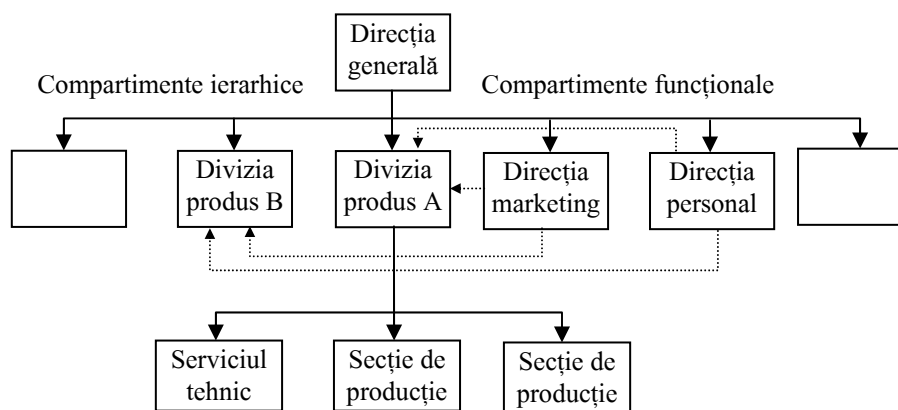 Direcția
generală
Compartimente ierarhice
Compartimente funcționale
Divizia
produs B
Divizia
produs A
Direcția
marketing
Direcția
personal
Serviciul
tehnic
Secție de
producție
Secție de
producție